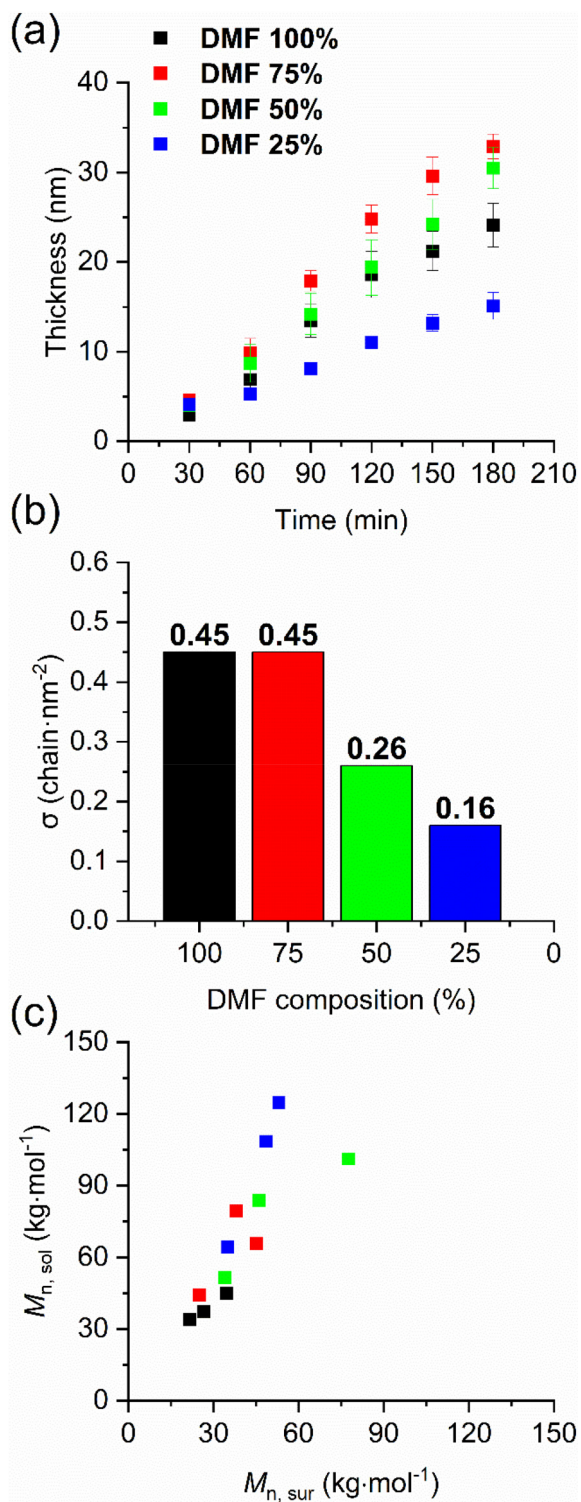 (a)
DMF 100%
DMF 75%
DMF 50%
DMF 25%
40
30
20
10
0
Thickness (nm)
0 30 60 90 120 150 180 210
Time (min)
(b)
0.6
0.5
0.4
0.3
0.2
0.1
0.0
σ (chain·nm⁻²)
0.45 0.45 0.26 0.16
100 75 50 25 0
DMF composition (%)
(c)
150
120
90
60
30
0
Mn, sol (kg·mol⁻¹)
0 30 60 90 120 150
Mn, sur (kg·mol⁻¹)